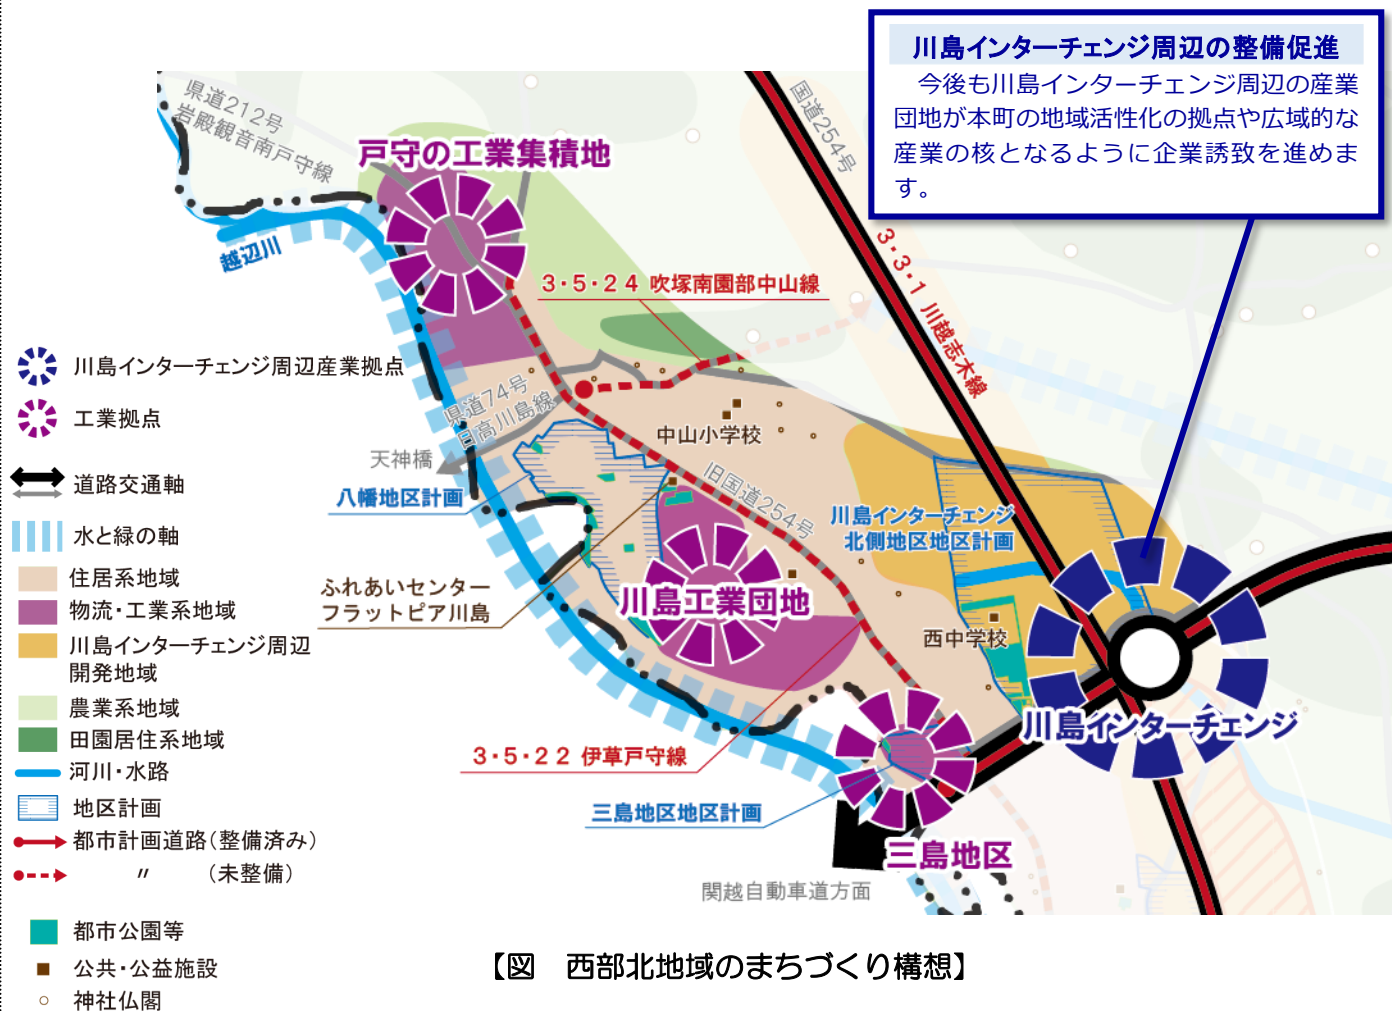 川島インターチェンジ周辺の整備促進
今後も川島インターチェンジ周辺の産業
団地が本町の地域活性化の拠点や広域的な
産業の核となるように企業誘致を進めま
す。
県道212号
岩殿観音南戸守線
戸守の工業集積地
国道254号
越辺川
3・3・1 川越志木線
3・5・24 吹塚南園部中山線
県道74号
日高川島線
天神橋
中山小学校
八幡地区計画
旧国道254号
川島インターチェンジ
北側地区地区計画
ふれあいセンター
フラットピア川島
川島工業団地
西中学校
川島インターチェンジ
3・5・22 伊草戸守線
三島地区地区計画
三島地区
関越自動車道方面
川島インターチェンジ周辺産業拠点
工業拠点
道路交通軸
水と緑の軸
住居系地域
物流・工業系地域
川島インターチェンジ周辺
開発地域
農業系地域
田園居住系地域
河川・水路
地区計画
都市計画道路（整備済み）
〃 （未整備）
都市公園等
公共・公益施設
神社仏閣
【図　西部北地域のまちづくり構想】